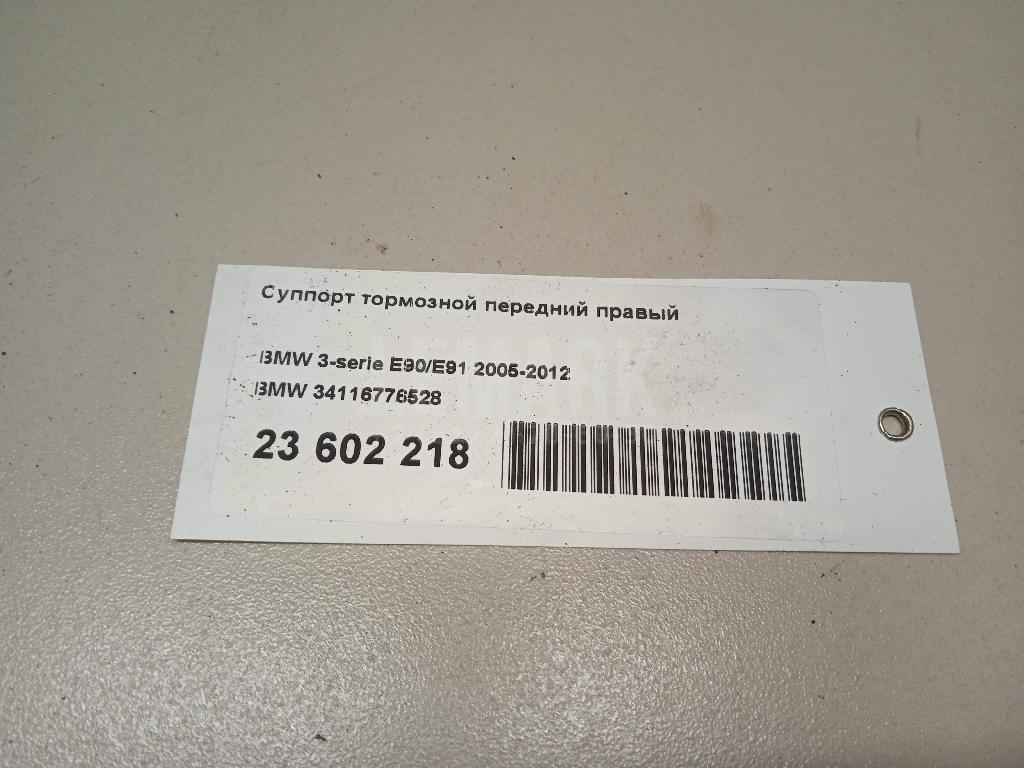 Суппорт тормозной передний правый
BMW 3-serie E90/E91 2005-2012
BMW 34116776528
23 602 218